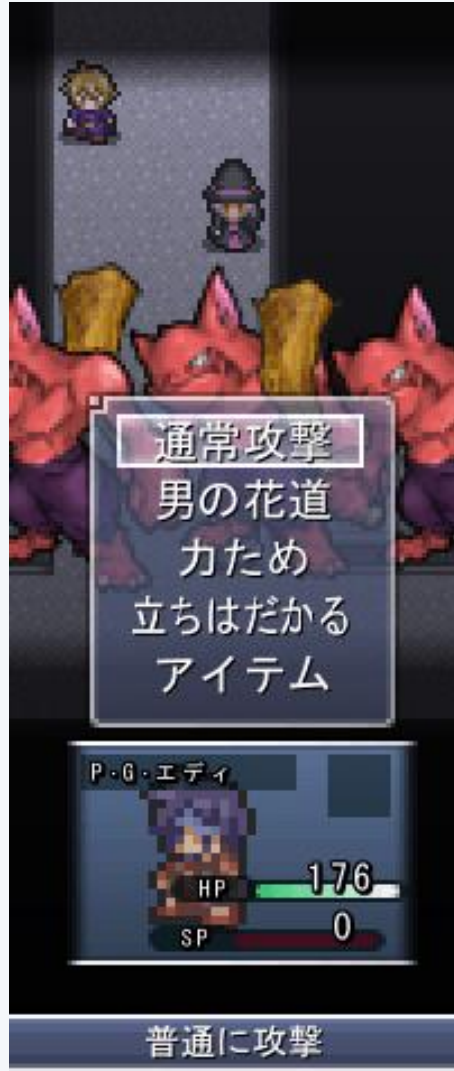 通常攻撃
男の花道
力ため
立ちはだかる
アイテム
P・G・エディ
HP 176
SP 0
普通に攻撃